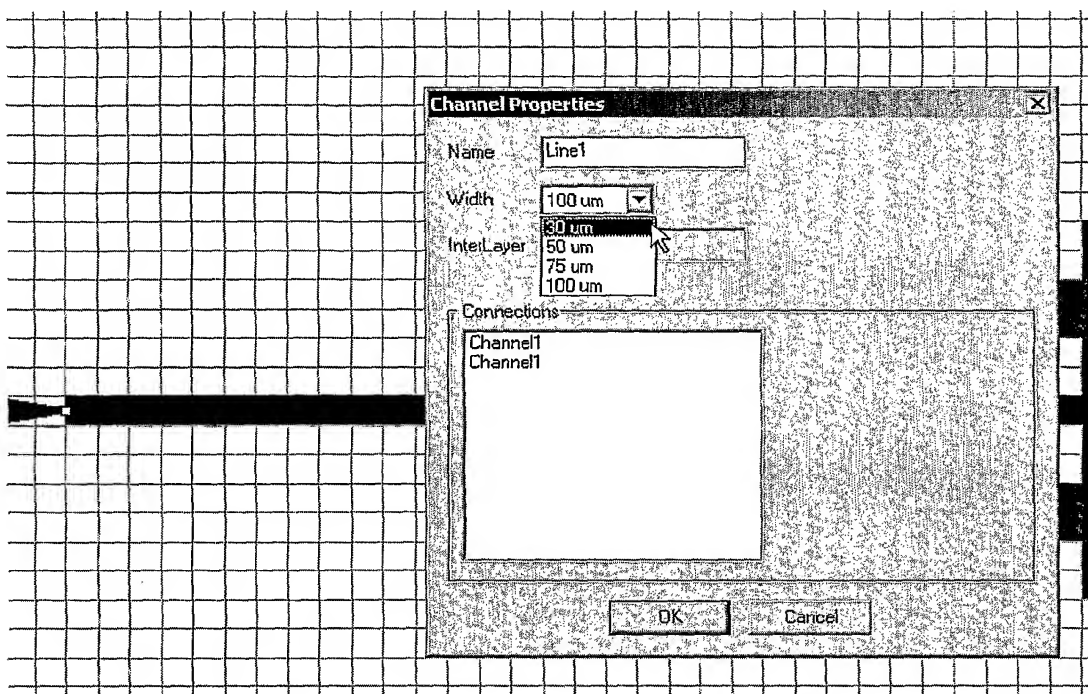 Channel Properties
Name Line1
Width 100 um
30 um
InterLayer
50 um
75 um
100 um
Connections
Channel1
Channel1
OK Cancel